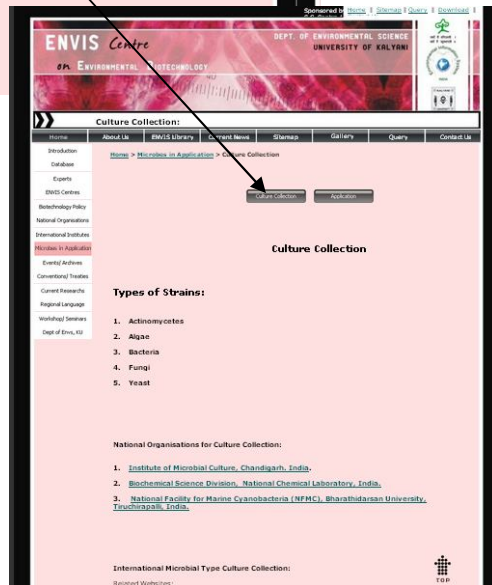 Sponsored by Home | Sitemap | Query | Download |
ENVIS Centre
on Environmental Biotechnology
DEPT. OF ENVIRONMENTAL SCIENCE
UNIVERSITY OF KALYANI
Culture Collection:
Home About Us ENVIS Library Current News Sitemap Gallery Query Contact Us
Introduction
Database
Experts
ENVIS Centres
Biotechnology Policy
National Organisations
International Institutes
Microbes in Application
Events/ Archives
Conventions/ Treaties
Current Researchs
Regional Language
Workshop/ Seminars
Dept of Envs, KU
Home > Microbes in Application > Culture Collection
Culture Collection Application
Culture Collection
Types of Strains:
1. Actinomycetes
2. Algae
3. Bacteria
4. Fungi
5. Yeast
National Organisations for Culture Collection:
1. Institute of Microbial Culture, Chandigarh, India.
2. Biochemical Science Division, National Chemical Laboratory, India.
3. National Facility for Marine Cyanobacteria (NFMC), Bharathidarsan University,
Tiruchirapalli, India.
International Microbial Type Culture Collection:
TOP
Related Websites: